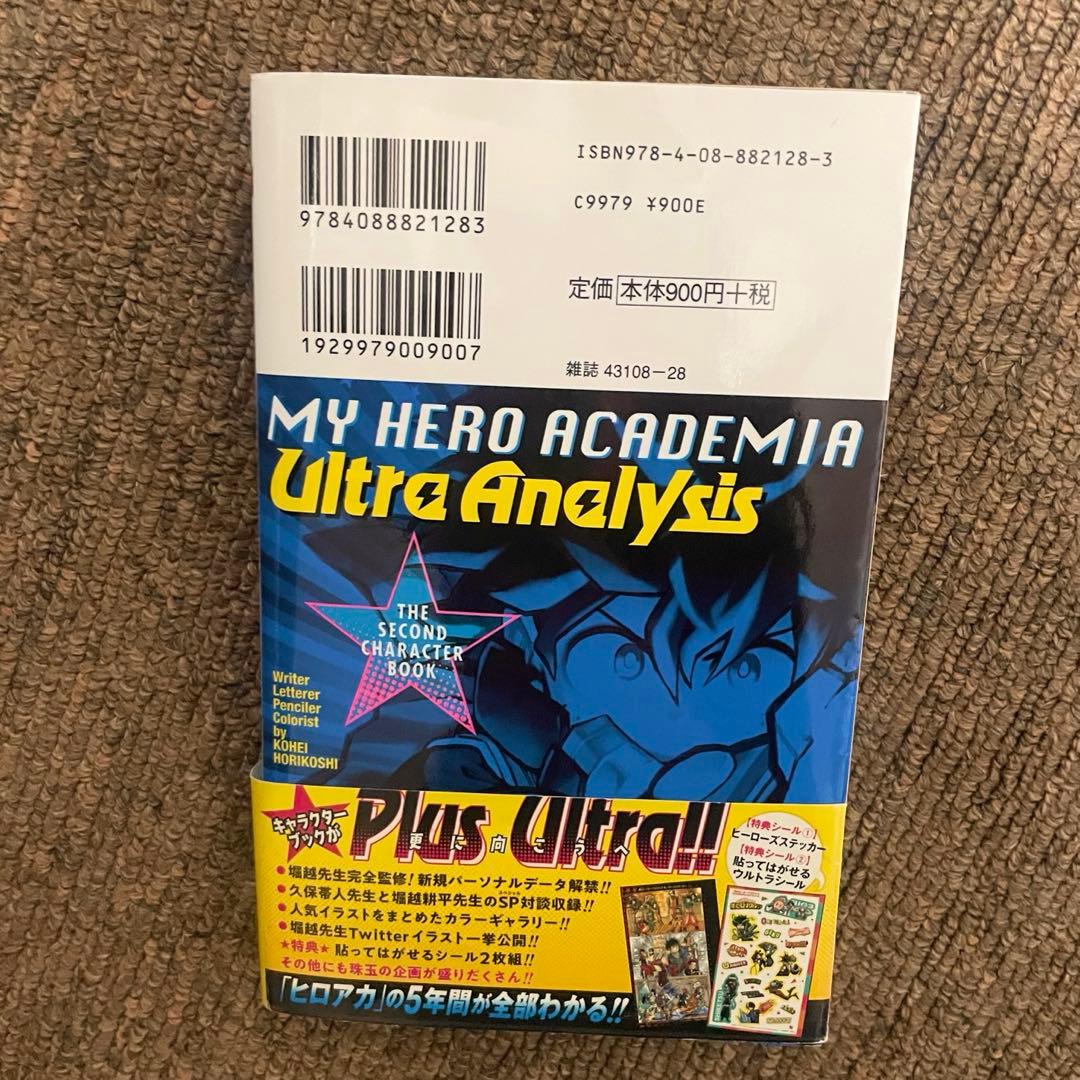 ISBN978-4-08-882128-3
9784088821283
C9979 ¥900E
定価 本体900円+税
1929979009007
雑誌 43108-28
MY HERO ACADEMIA
Ultra Analysis
THE
SECOND
CHARACTER
BOOK
Writer
Letterer
Penciler
Colorist
by
KOHEI
HORIKOSHI
キャラクター
ブックが
Plus Ultra!!
更に向こうへ
●堀越先生完全監修!新規パーソナルデータ解禁!!
スペシャル
●久保帯人先生と堀越耕平先生のSP対談収録!!
●人気イラストをまとめたカラーギャラリー!!
●堀越先生Twitterイラスト一挙公開!!
★特典★ 貼ってはがせるシール2枚組!!
その他にも珠玉の企画が盛りだくさん!!
「ヒロアカ」の5年間が全部わかる!!
【特典シール①】
ヒーローズステッカー
【特典シール②】
貼ってはがせる
ウルトラシール